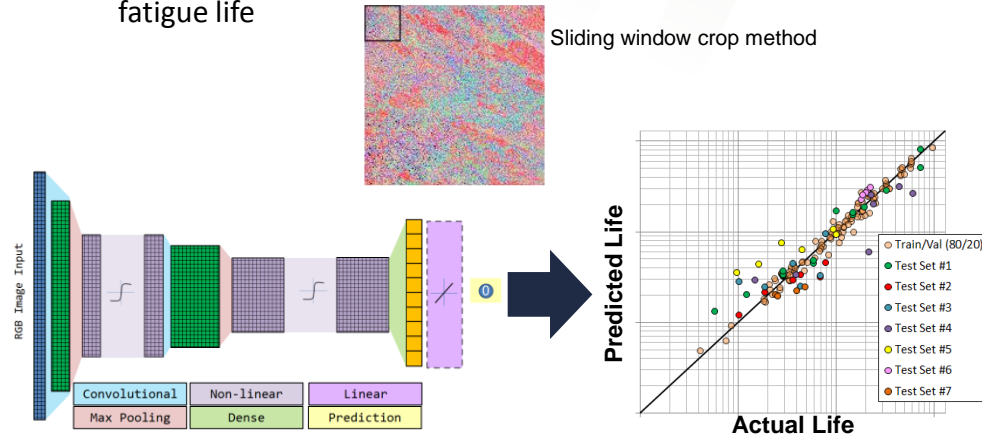 fatigue life
Sliding window crop method
RGB Image Input
0
Convolutional
Non-linear
Linear
Max Pooling
Dense
Prediction
Predicted Life
Train/Val (80/20)
Test Set #1
Test Set #2
Test Set #3
Test Set #4
Test Set #5
Test Set #6
Test Set #7
Actual Life